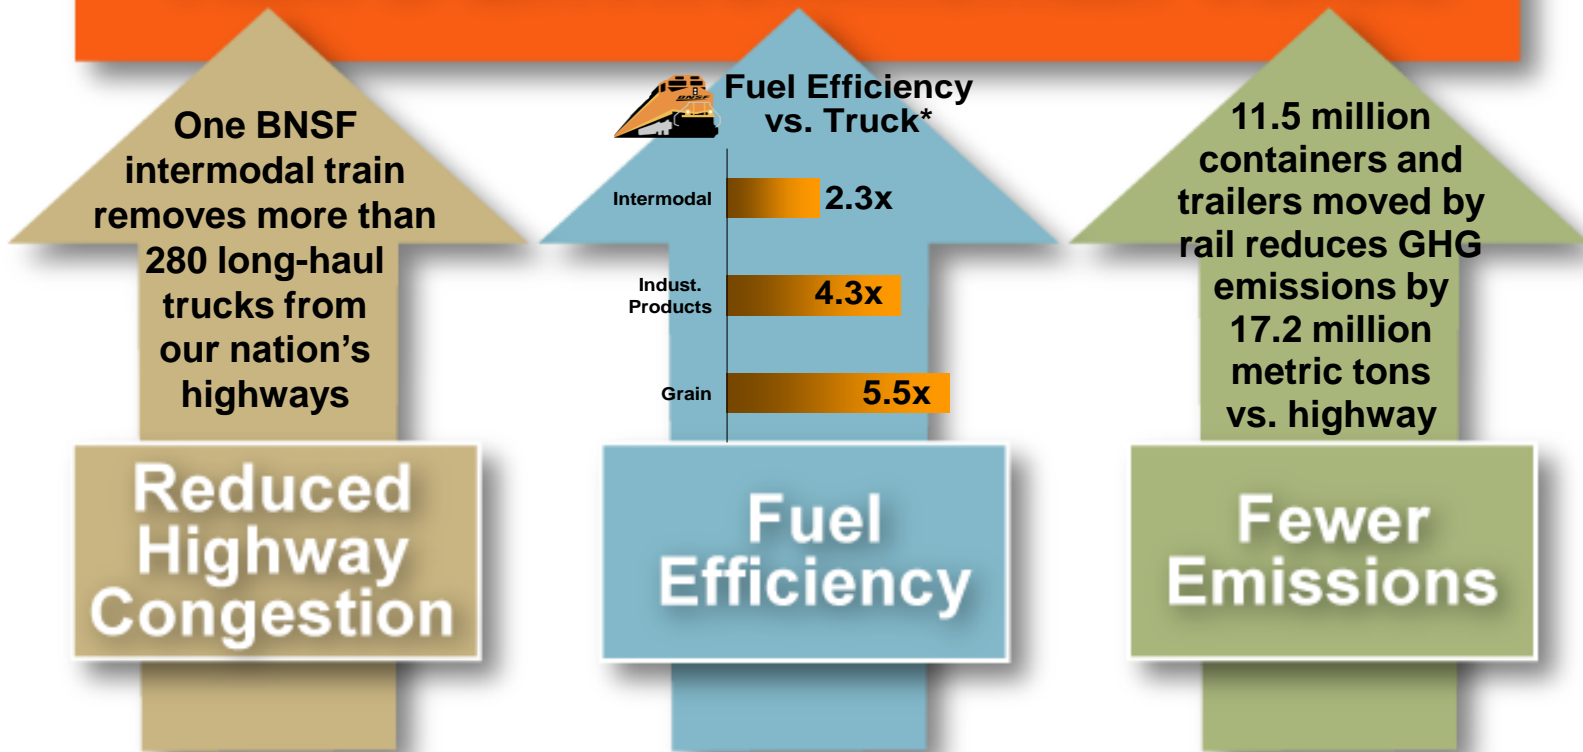 One BNSF
intermodal train
removes more than
280 long-haul
trucks from
our nation’s
highways
Reduced
Highway
Congestion
BNSF
Fuel Efficiency
vs. Truck*
Intermodal
2.3x
Indust.
Products
4.3x
Grain
5.5x
Fuel
Efficiency
11.5 million
containers and
trailers moved by
rail reduces GHG
emissions by
17.2 million
metric tons
vs. highway
Fewer
Emissions